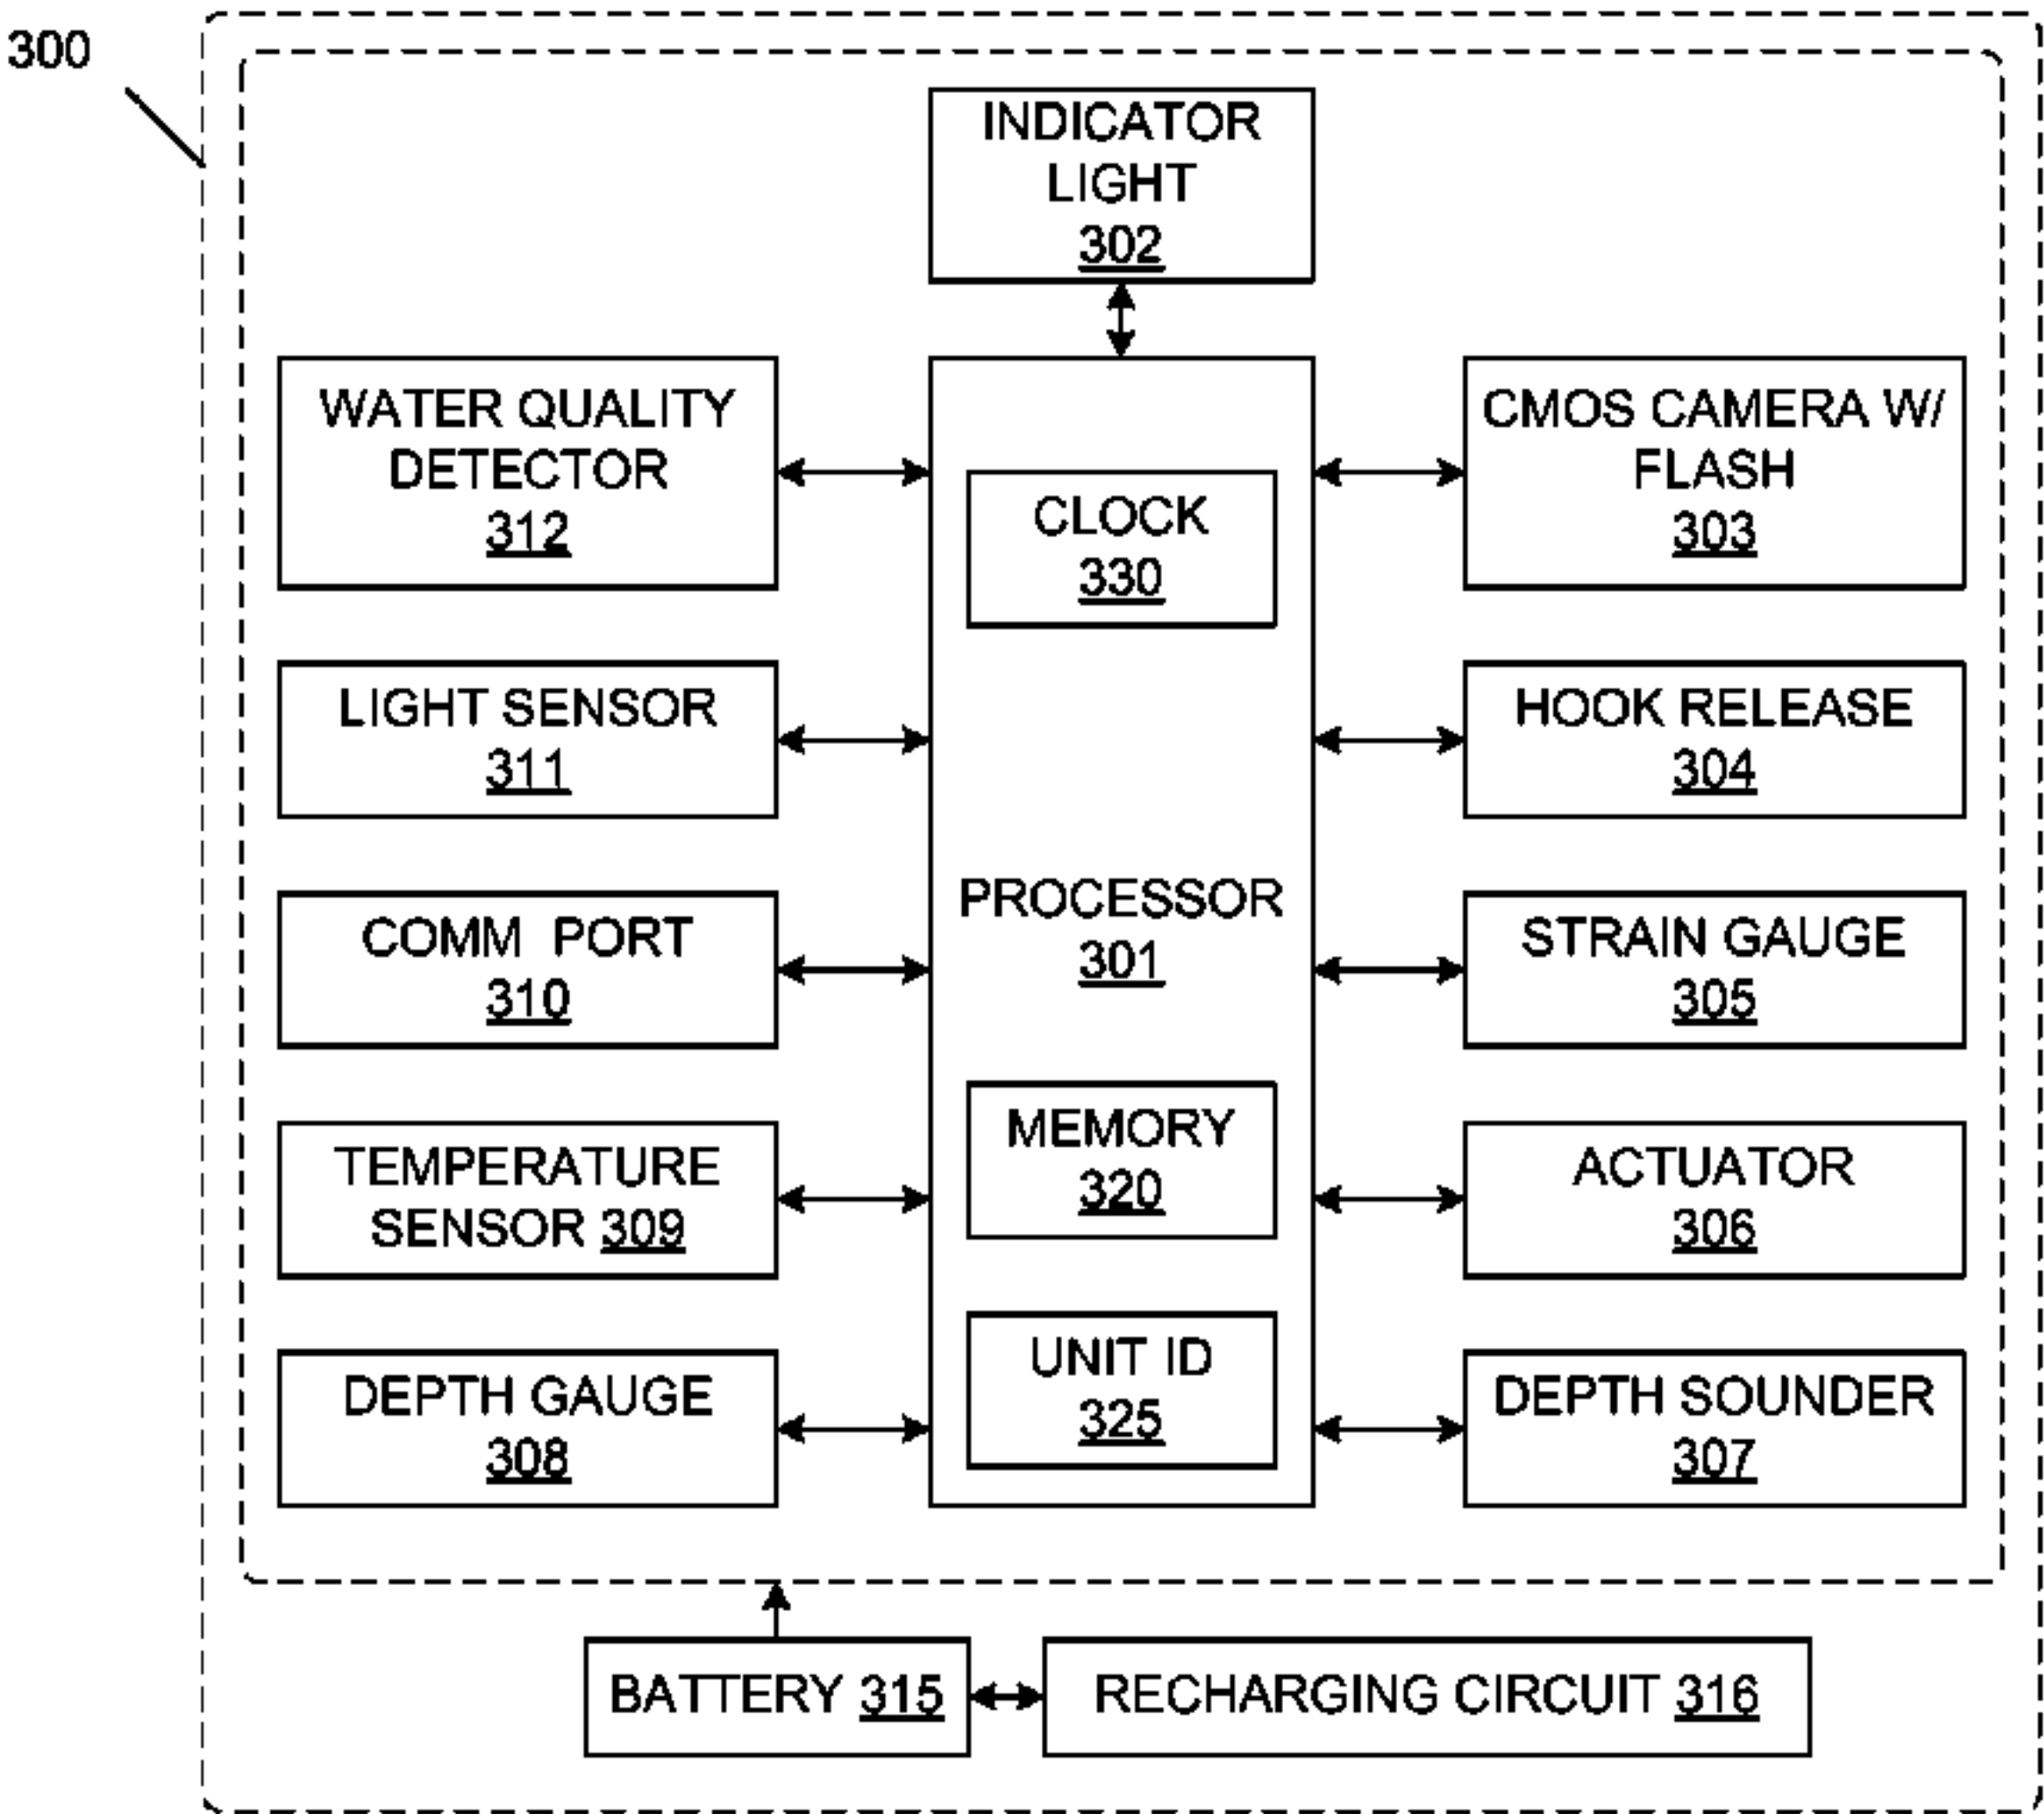 300
INDICATOR
LIGHT
302
WATER QUALITY
DETECTOR
312
CLOCK
330
CMOS CAMERA W/
FLASH
303
LIGHT SENSOR
311
HOOK RELEASE
304
COMM PORT
310
PROCESSOR
301
STRAIN GAUGE
305
TEMPERATURE
SENSOR 309
MEMORY
320
ACTUATOR
306
DEPTH GAUGE
308
UNIT ID
325
DEPTH SOUNDER
307
BATTERY 315
RECHARGING CIRCUIT 316